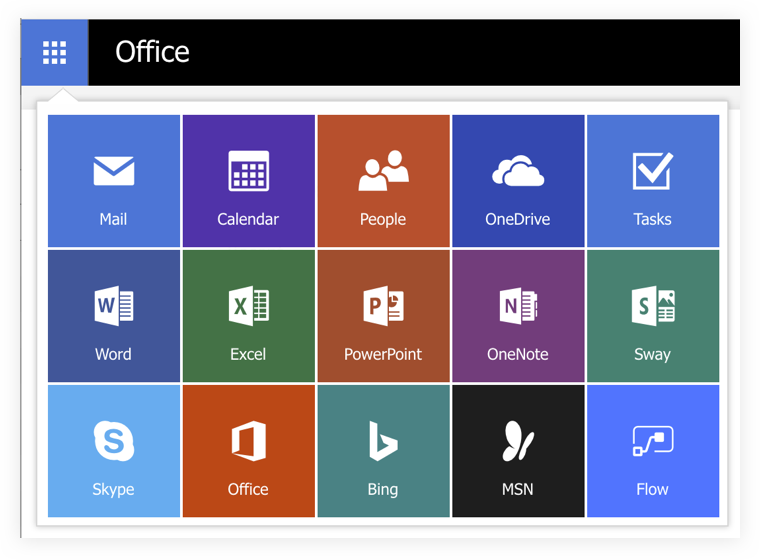 Office
Mail Calendar People OneDrive Tasks
W X P N S
Word Excel PowerPoint OneNote Sway
S
Skype Office Bing MSN Flow